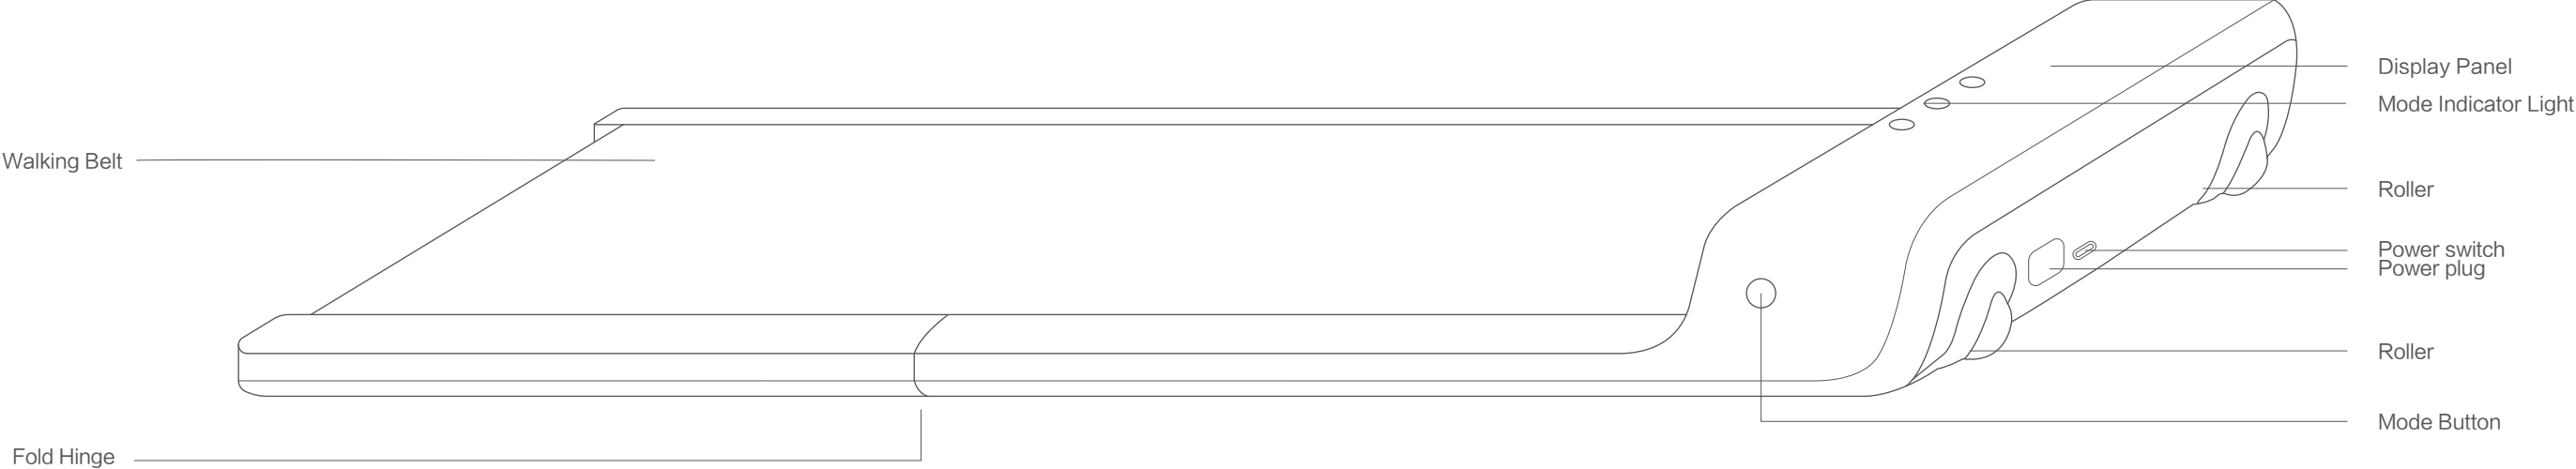 Display Panel
Mode Indicator Light
Walking Belt
Roller
Power switch
Power plug
Roller
Mode Button
Fold Hinge